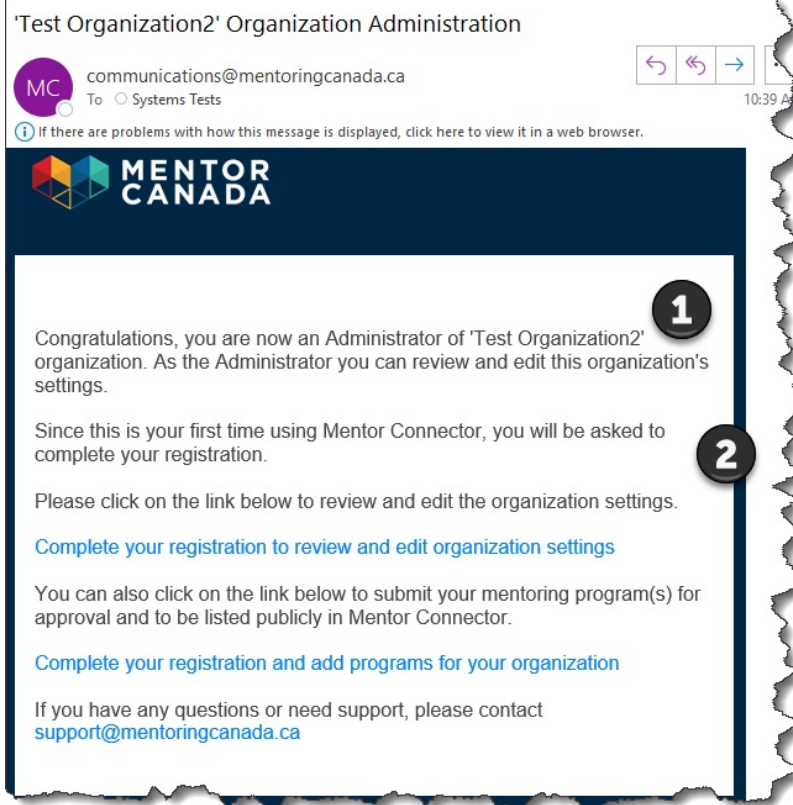 'Test Organization2' Organization Administration
MC
communications@mentoringcanada.ca
To Systems Tests
10:39 A
If there are problems with how this message is displayed, click here to view it in a web browser.
MENTOR
CANADA
1
Congratulations, you are now an Administrator of 'Test Organization2'
organization. As the Administrator you can review and edit this organization's
settings.
Since this is your first time using Mentor Connector, you will be asked to
complete your registration.
2
Please click on the link below to review and edit the organization settings.
Complete your registration to review and edit organization settings
You can also click on the link below to submit your mentoring program(s) for
approval and to be listed publicly in Mentor Connector.
Complete your registration and add programs for your organization
If you have any questions or need support, please contact
support@mentoringcanada.ca